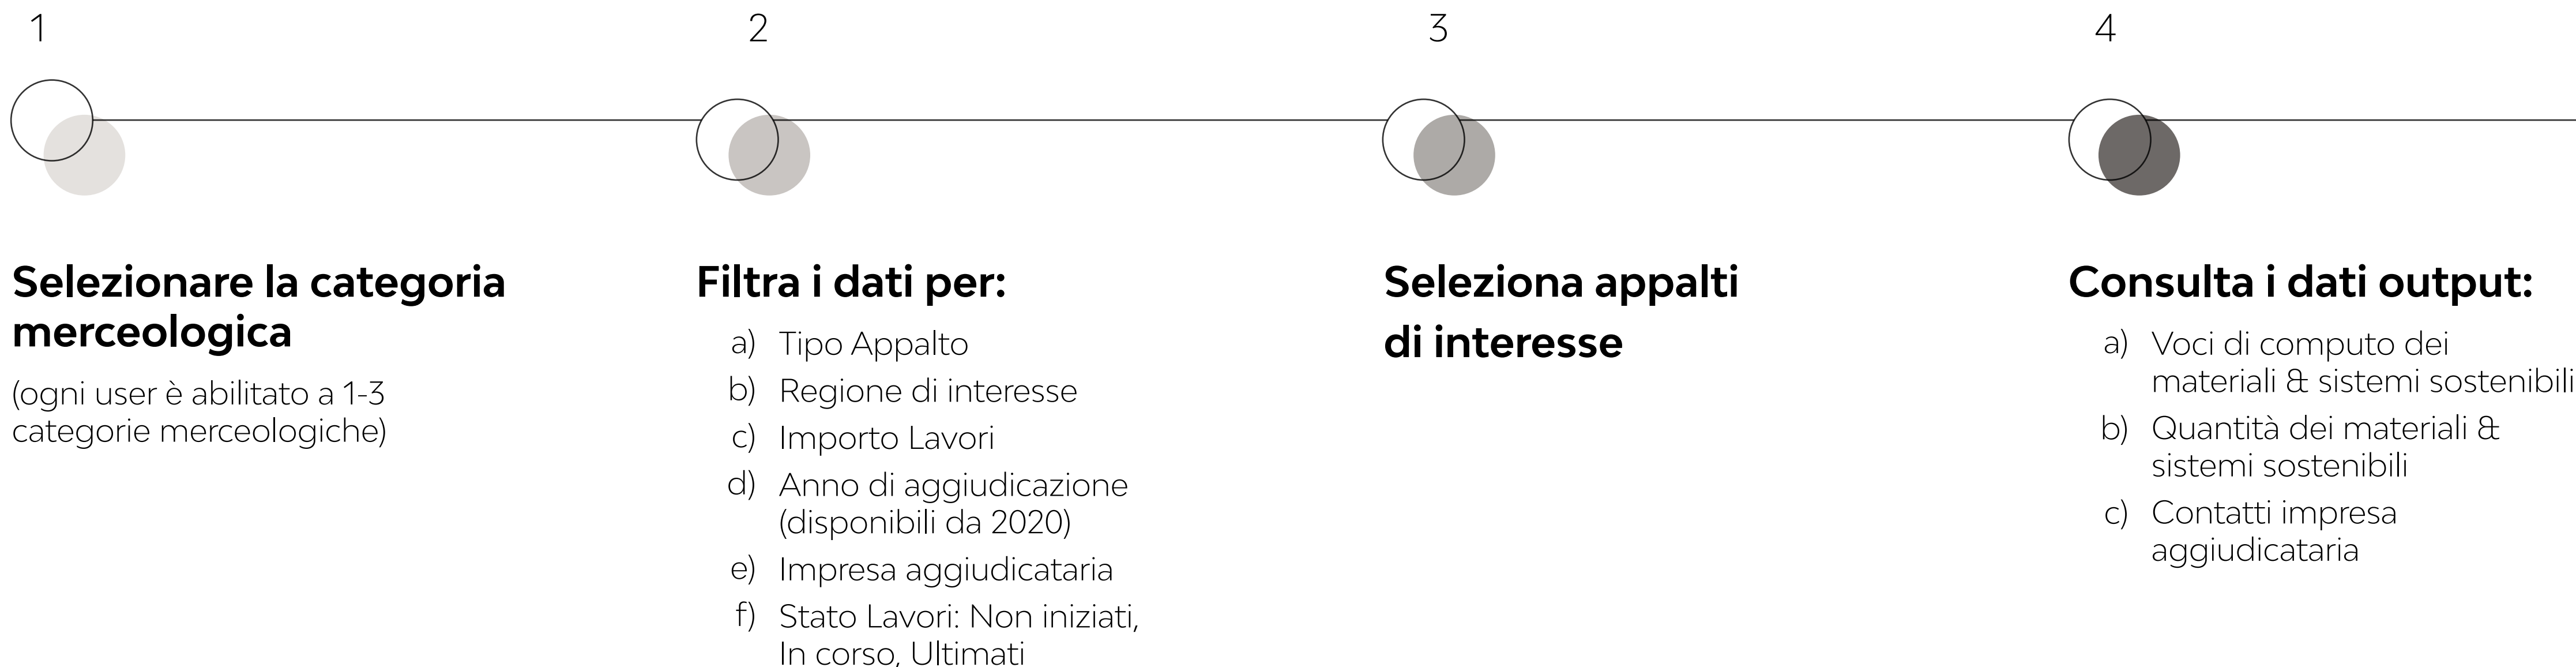 1
Selezionare la categoria
merceologica
(ogni user è abilitato a 1-3
categorie merceologiche)
2
Filtra i dati per:
a) Tipo Appalto
b) Regione di interesse
c) Importo Lavori
d) Anno di aggiudicazione
(disponibili da 2020)
e) Impresa aggiudicataria
f) Stato Lavori: Non iniziati,
In corso, Ultimati
3
Seleziona appalti
di interesse
4
Consulta i dati output:
a) Voci di computo dei
materiali & sistemi sostenibili
b) Quantità dei materiali &
sistemi sostenibili
c) Contatti impresa
aggiudicataria